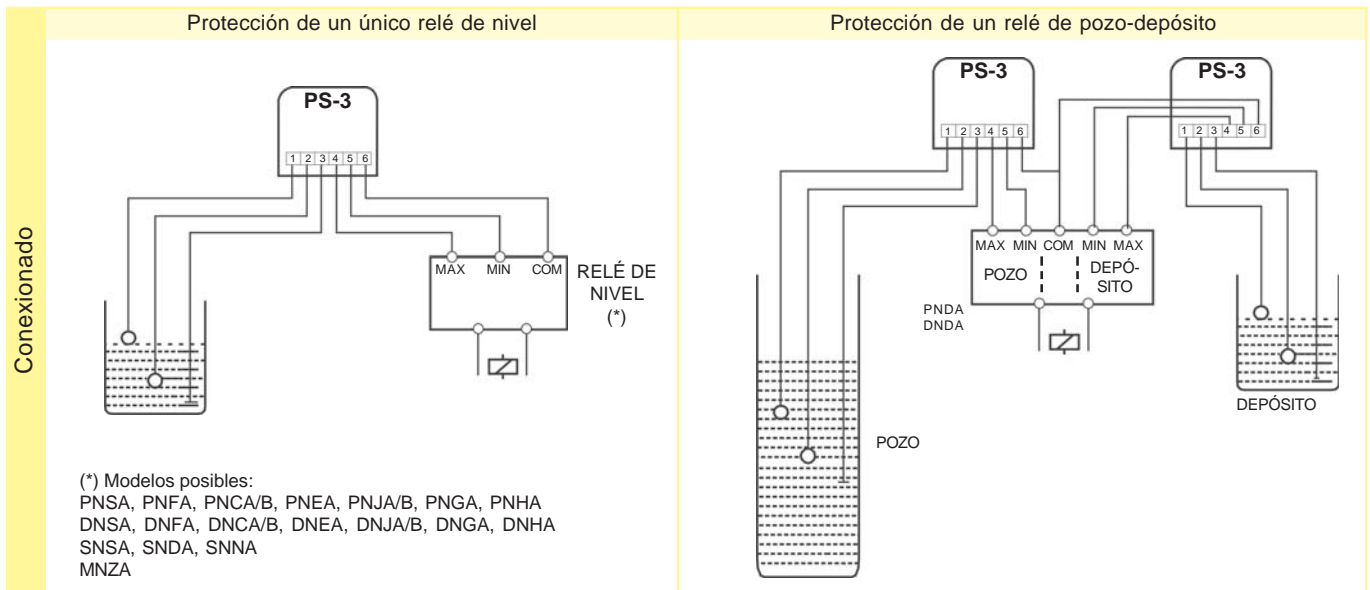 Conexionado
Protección de un único relé de nivel
PS-3
1 2 3 4 5 6
MAX MIN COM
RELÉ DE
NIVEL
(*)
(*) Modelos posibles:
PNSA, PNFA, PNCA/B, PNEA, PNJA/B, PNGA, PNHA
DNSA, DNFA, DNCA/B, DNEA, DNJA/B, DNGA, DNHA
SNSA, SNDA, SNNA
MNZA
Protección de un relé de pozo-depósito
PS-3
1 2 3 4 5 6
PS-3
1 2 3 4 5 6
MAX MIN COM MIN MAX
POZO
DEPÓ-
SITO
PNDA
DNDA
POZO
DEPÓSITO